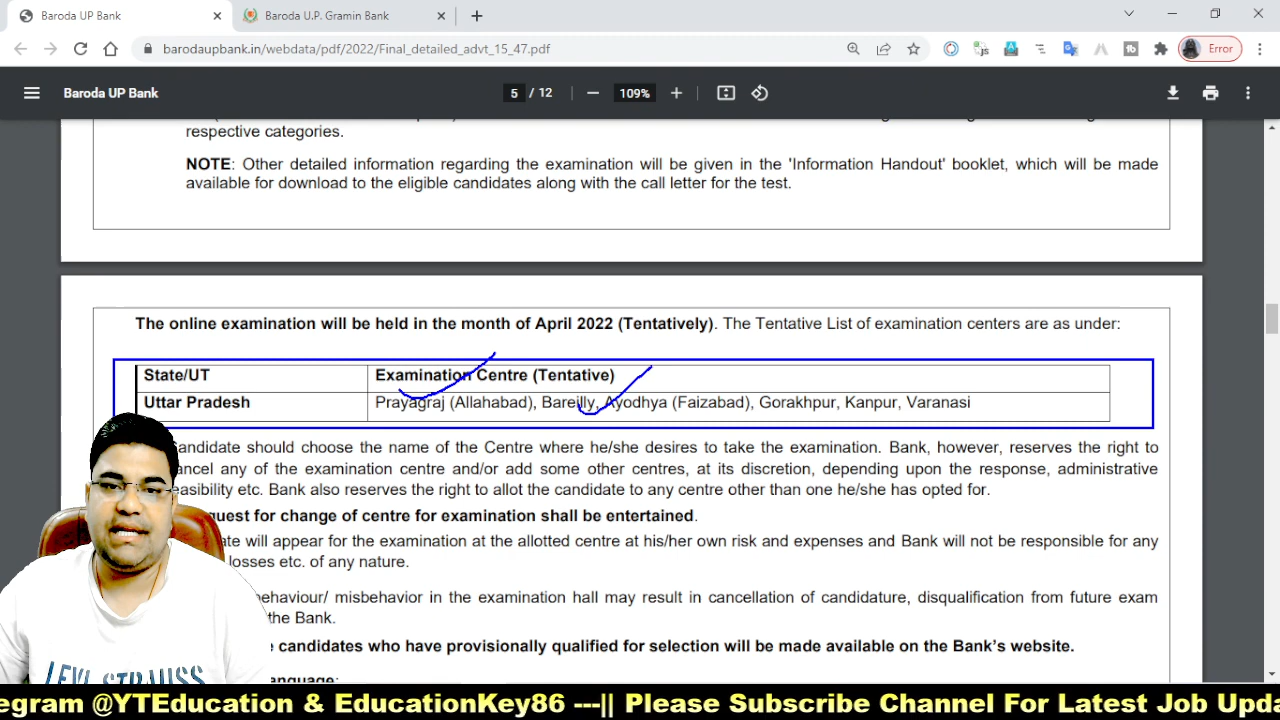 Baroda UP Bank
Baroda U.P. Gramin Bank
barodaupbank.in/webdata/pdf/2022/Final_detailed_advt_15_47.pdf
Error
Baroda UP Bank
5 / 12
109%
respective categories.
NOTE: Other detailed information regarding the examination will be given in the 'Information Handout' booklet, which will be made
available for download to the eligible candidates along with the call letter for the test.
The online examination will be held in the month of April 2022 (Tentatively). The Tentative List of examination centers are as under:
State/UT Examination Centre (Tentative)
Uttar Pradesh Prayagraj (Allahabad), Bareilly, Ayodhya (Faizabad), Gorakhpur, Kanpur, Varanasi
Candidate should choose the name of the Centre where he/she desires to take the examination. Bank, however, reserves the right to
ancel any of the examination centre and/or add some other centres, at its discretion, depending upon the response, administrative
easibility etc. Bank also reserves the right to allot the candidate to any centre other than one he/she has opted for.
quest for change of centre for examination shall be entertained.
ate will appear for the examination at the allotted centre at his/her own risk and expenses and Bank will not be responsible for any
losses etc. of any nature.
behaviour/ misbehavior in the examination hall may result in cancellation of candidature, disqualification from future exam
the Bank.
candidates who have provisionally qualified for selection will be made available on the Bank's website.
anguage:
LEVI STRAUSS
egram @YTEducation & EducationKey86 ---|| Please Subscribe Channel For Latest Job Upda